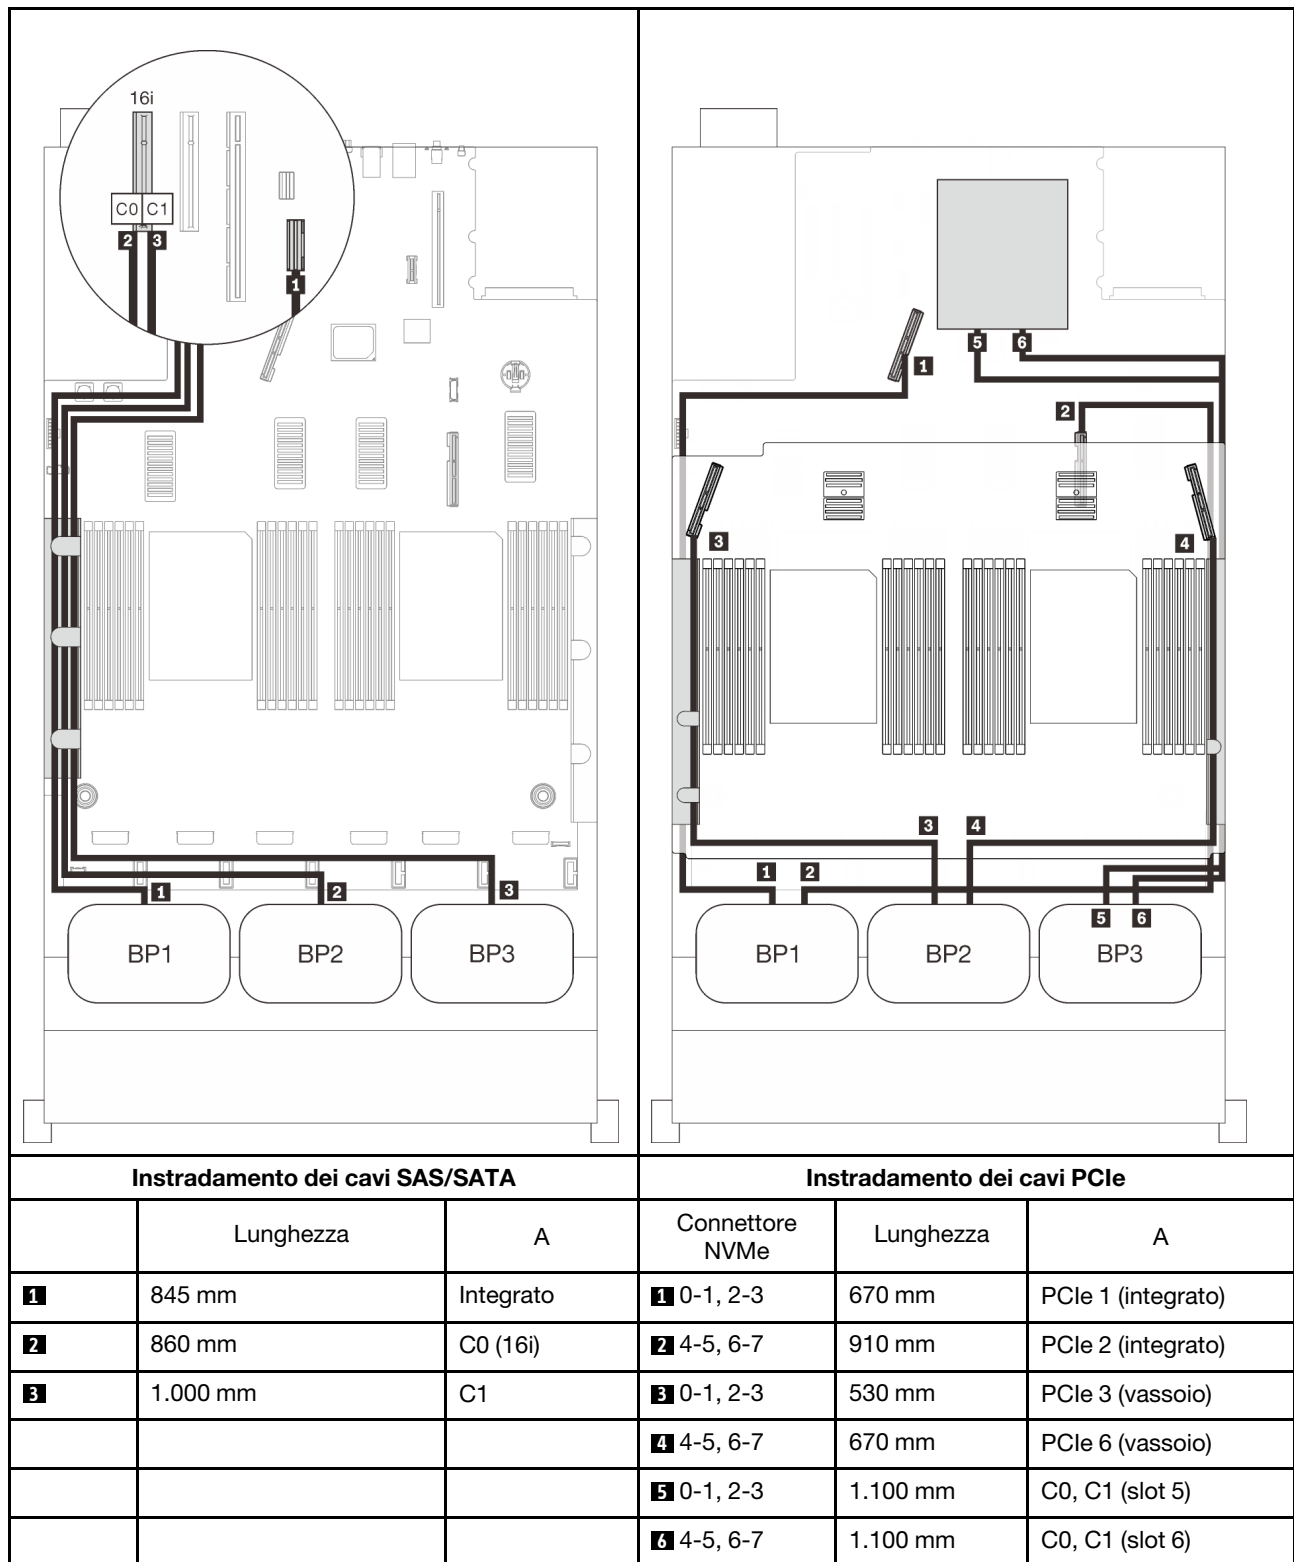 16i
C0 C1
2 3
1
1
2
3
BP1
BP2
BP3
5 6
1
2
3
4
3 4
1 2
5 6
BP1
BP2
BP3
Instradamento dei cavi SAS/SATA
Instradamento dei cavi PCIe
Lunghezza
A
Connettore
NVMe
Lunghezza
A
1 845 mm Integrato 1 0-1, 2-3 670 mm PCIe 1 (integrato)
2 860 mm C0 (16i) 2 4-5, 6-7 910 mm PCIe 2 (integrato)
3 1.000 mm C1 3 0-1, 2-3 530 mm PCIe 3 (vassoio)
4 4-5, 6-7 670 mm PCIe 6 (vassoio)
5 0-1, 2-3 1.100 mm C0, C1 (slot 5)
6 4-5, 6-7 1.100 mm C0, C1 (slot 6)